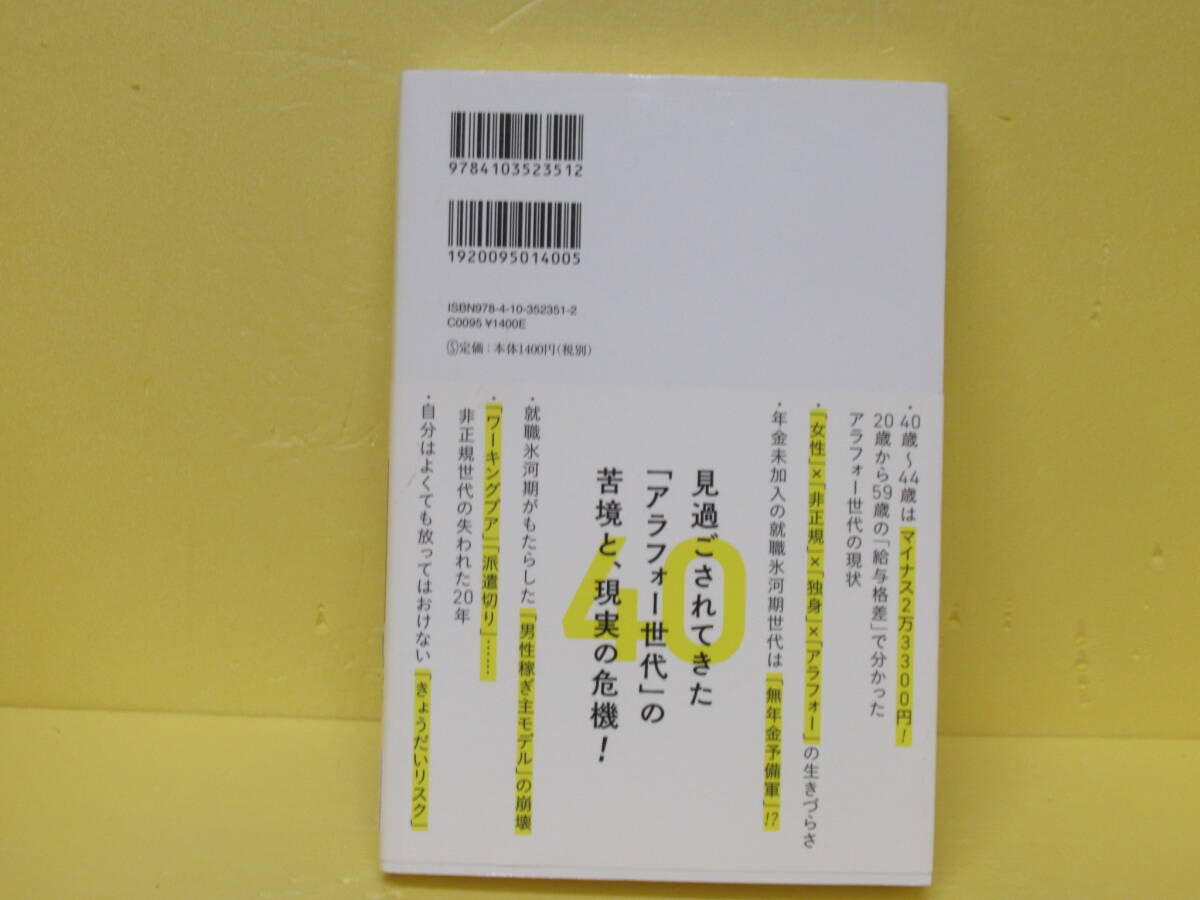 9784103523512
1920095014005
ISBN978-4-10-352351-2
C0095 ¥1400E
Ⓢ定価：本体1400円（税別）
・40歳〜44歳はマイナス2万3300円！
20歳から59歳の「給与格差」で分かった
アラフォー世代の現状
・「女性」×「非正規」×「独身」×「アラフォー」の生きづらさ
・年金未加入の就職氷河期世代は「無年金予備軍」!?
40
見過ごされてきた
「アラフォー世代」の
苦境と、現実の危機！
・就職氷河期がもたらした「男性稼ぎ主モデル」の崩壊
・「ワーキングプア」「派遣切り」……
非正規世代の失われた20年
・自分はよくても放ってはおけない「きょうだいリスク」